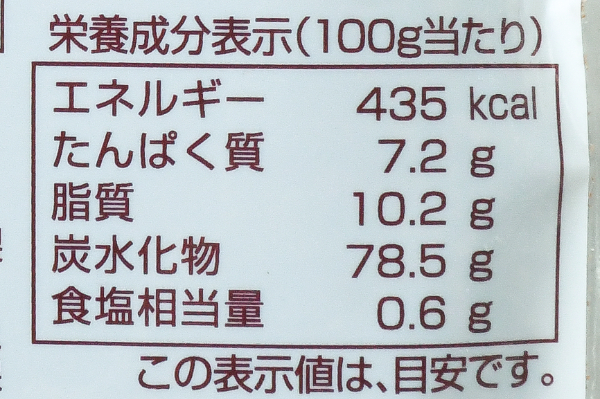 栄養成分表示(100g当たり)
エネルギー 435 kcal
たんぱく質 7.2 g
脂質 10.2 g
炭水化物 78.5 g
食塩相当量 0.6 g
この表示値は、目安です。